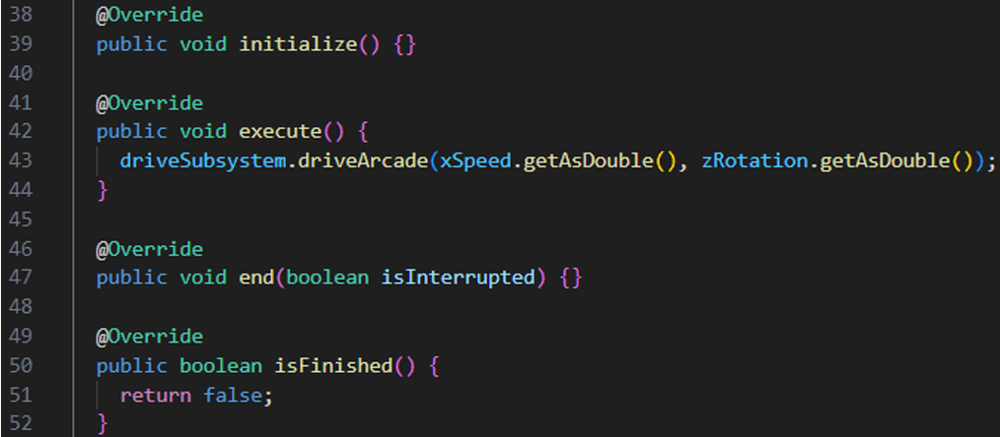 38 @Override
39 public void initialize() {}
40
41 @Override
42 public void execute() {
43 driveSubsystem.driveArcade(xSpeed.getAsDouble(), zRotation.getAsDouble());
44 }
45
46 @Override
47 public void end(boolean isInterrupted) {}
48
49 @Override
50 public boolean isFinished() {
51 return false;
52 }